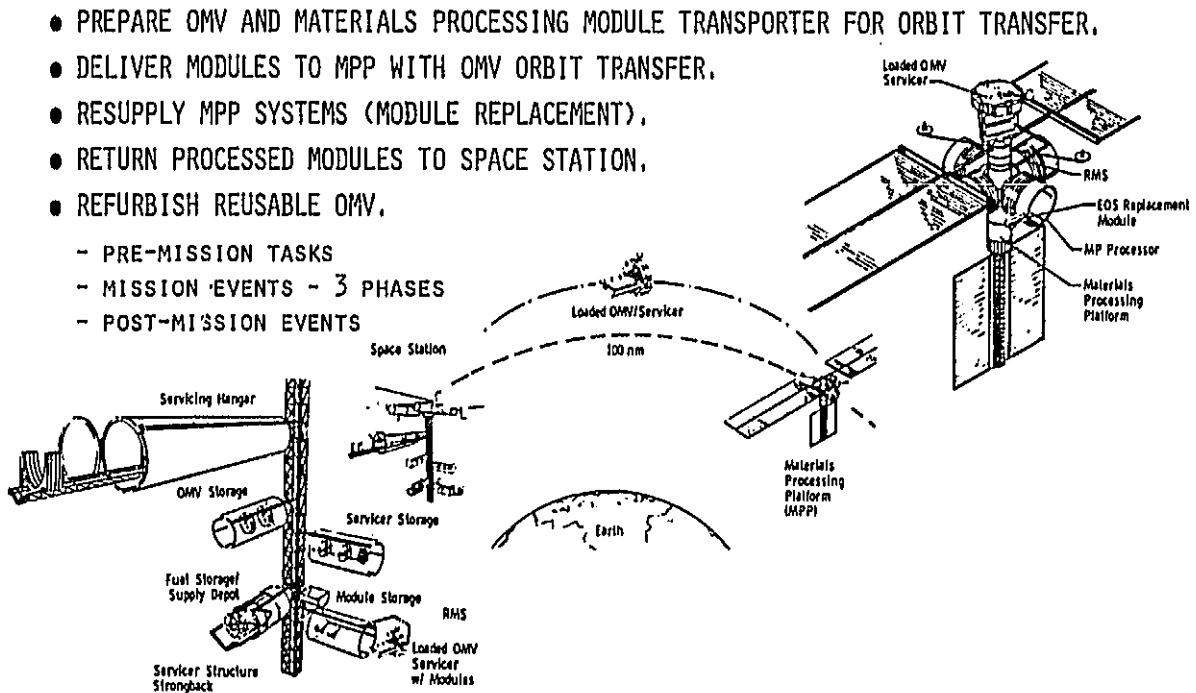 ● PREPARE OMV AND MATERIALS PROCESSING MODULE TRANSPORTER FOR ORBIT TRANSFER.
● DELIVER MODULES TO MPP WITH OMV ORBIT TRANSFER.
● RESUPPLY MPP SYSTEMS (MODULE REPLACEMENT).
● RETURN PROCESSED MODULES TO SPACE STATION.
● REFURBISH REUSABLE OMV.
- PRE-MISSION TASKS
- MISSION EVENTS - 3 PHASES
- POST-MISSION EVENTS
Loaded OMV
Servicer
RMS
EOS Replacement
Module
MP Processor
Materials
Processing
Platform
Loaded OMV/Servicer
100 nm
Space Station
Materials
Processing
Platform
(MPP)
Earth
Servicing Hangar
OMV Storage
Servicer Storage
Fuel Storage/
Supply Depot
Module Storage
RMS
Loaded OMV
Servicer
w/ Modules
Servicer Structure
Strongback